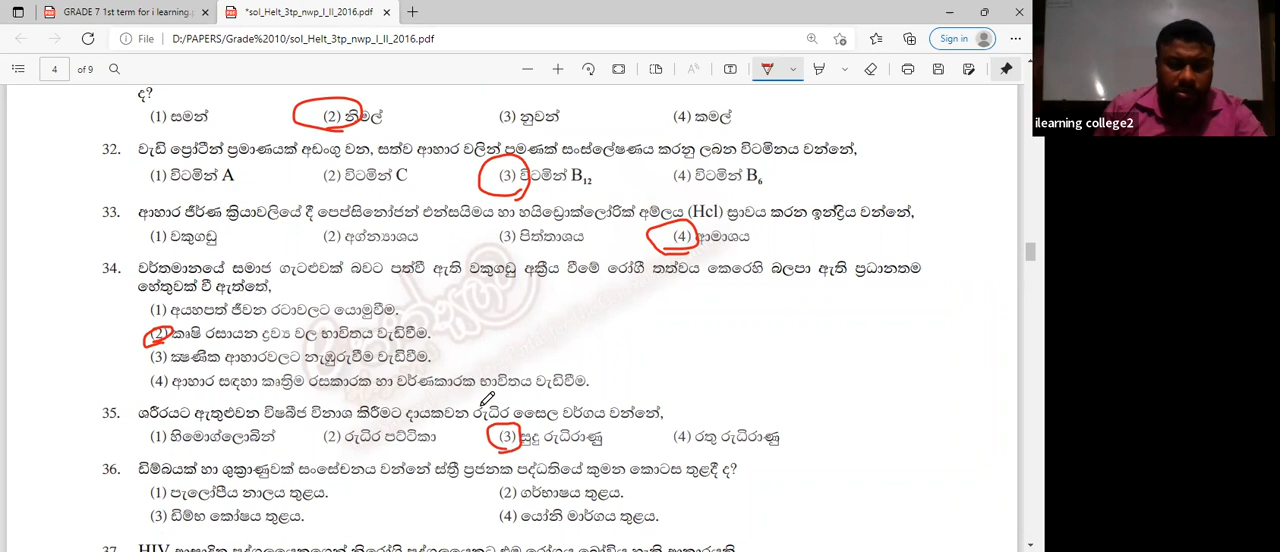 GRADE 7 1st term for i learning.p
*sol_Helt_3tp_nwp_I_II_2016.pdf
File D:/PAPERS/Grade%2010/sol_Helt_3tp_nwp_I_II_2016.pdf
Sign in
4 of 9
ilearning college2
ද?
(1) සමන් (2) නිමල් (3) නුවන් (4) කමල්
32. වැඩි ප්‍රෝටීන් ප්‍රමාණයක් අඩංගු වන, සත්ව ආහාර වලින් පමණක් සංස්ලේෂණය කරනු ලබන විටමිනය වන්නේ,
(1) විටමින් A (2) විටමින් C (3) විටමින් B12 (4) විටමින් B6
33. ආහාර ජීර්ණ ක්‍රියාවලියේ දී පෙප්සිනෝජන් එන්සයිමය හා හයිඩ්‍රොක්ලෝරික් අම්ලය (Hcl) ස්‍රාවය කරන ඉන්ද්‍රිය වන්නේ,
(1) වකුගඩු (2) අග්න්‍යාශය (3) පිත්තාශය (4) ආමාශය
34. වර්තමානයේ සමාජ ගැටළුවක් බවට පත්වී ඇති වකුගඩු අක්‍රීය වීමේ රෝගී තත්වය කෙරෙහි බලපා ඇති ප්‍රධානතම
හේතුවක් වී ඇත්තේ,
(1) අයහපත් ජීවන රටාවලට යොමුවීම.
(2) කෘෂි රසායන ද්‍රව්‍ය වල භාවිතය වැඩිවීම.
(3) ක්‍ෂණික ආහාරවලට නැඹුරුවීම වැඩිවීම.
(4) ආහාර සඳහා කෘත්‍රිම රසකාරක හා වර්ණකාරක භාවිතය වැඩිවීම.
35. ශරීරයට ඇතුළුවන විෂබීජ විනාශ කිරීමට දායකවන රුධිර සෛල වර්ගය වන්නේ,
(1) හිමොග්ලොබින් (2) රුධිර පට්ටිකා (3) සුදු රුධිරාණු (4) රතු රුධිරාණු
36. ඩිම්බයක් හා ශුක්‍රාණුවක් සංසේචනය වන්නේ ස්ත්‍රී ප්‍රජනක පද්ධතියේ කුමන කොටස තුළදී ද?
(1) පැලෝපීය නාලය තුළය. (2) ගර්භාෂය තුළය.
(3) ඩිම්භ කෝෂය තුළය. (4) යෝනි මාර්ගය තුළය.
37. HIV